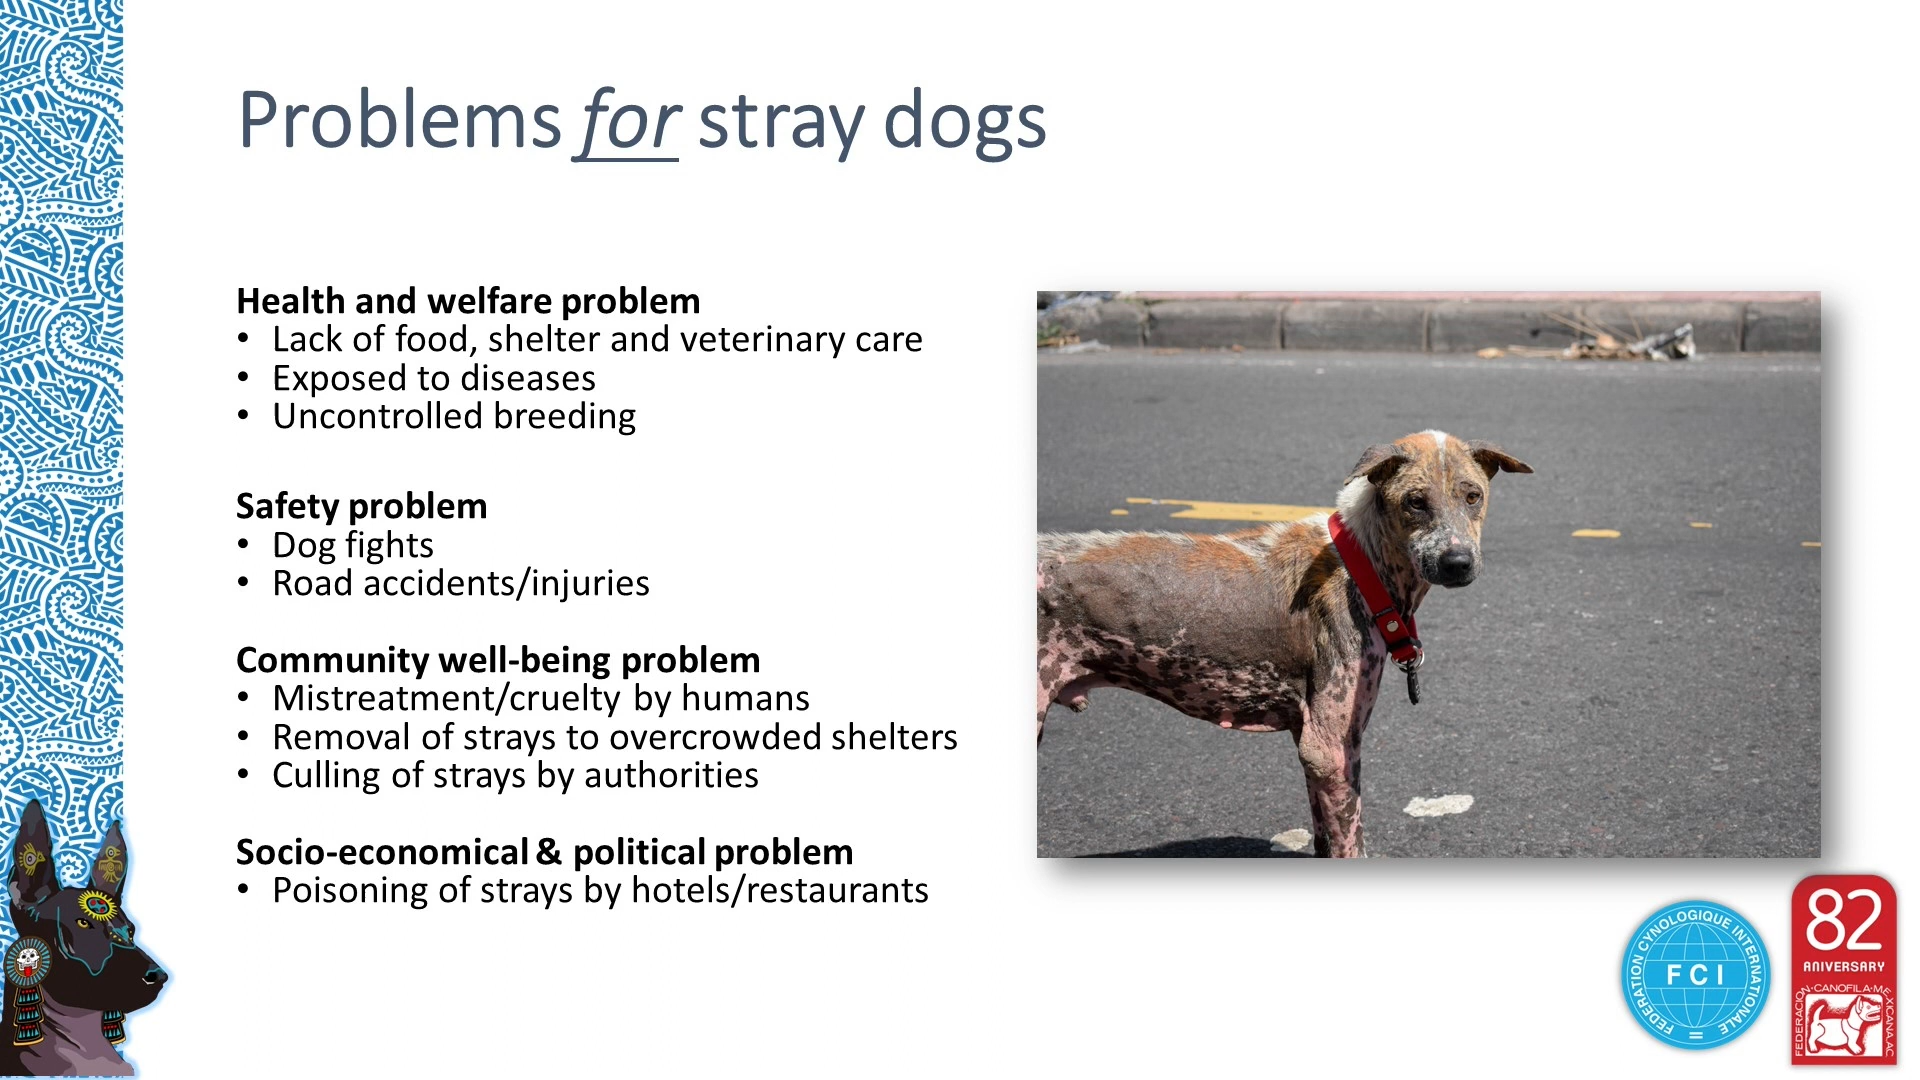 Problems for stray dogs
Health and welfare problem
• Lack of food, shelter and veterinary care
• Exposed to diseases
• Uncontrolled breeding
Safety problem
• Dog fights
• Road accidents/injuries
Community well-being problem
• Mistreatment/cruelty by humans
• Removal of strays to overcrowded shelters
• Culling of strays by authorities
Socio-economical & political problem
• Poisoning of strays by hotels/restaurants
FEDERATION CYNOLOGIQUE INTERNATIONALE
FCI
82
ANIVERSARY
FEDERACION·CANOFILA·MEXICANA,AC